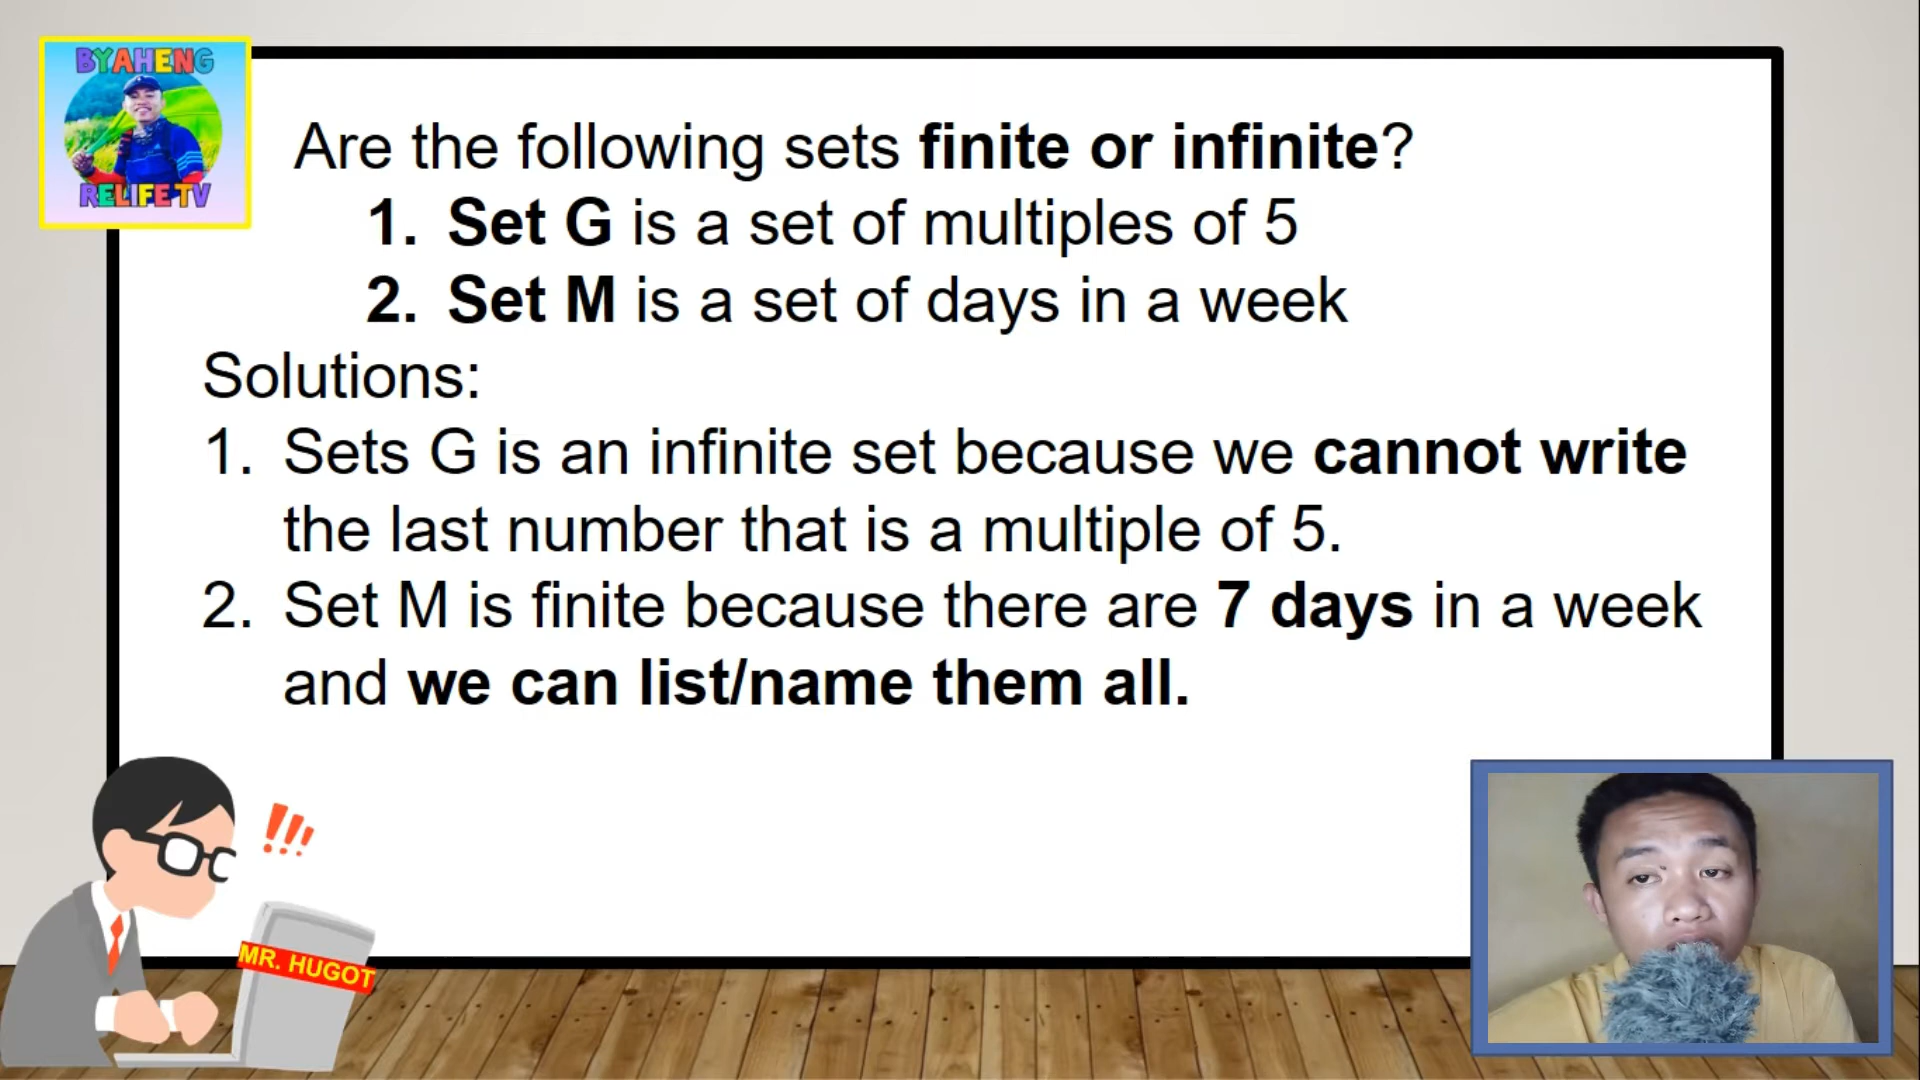 BYAHENG
RELIFE TV
Are the following sets finite or infinite?
1. Set G is a set of multiples of 5
2. Set M is a set of days in a week
Solutions:
1. Sets G is an infinite set because we cannot write
the last number that is a multiple of 5.
2. Set M is finite because there are 7 days in a week
and we can list/name them all.
!!!
MR. HUGOT